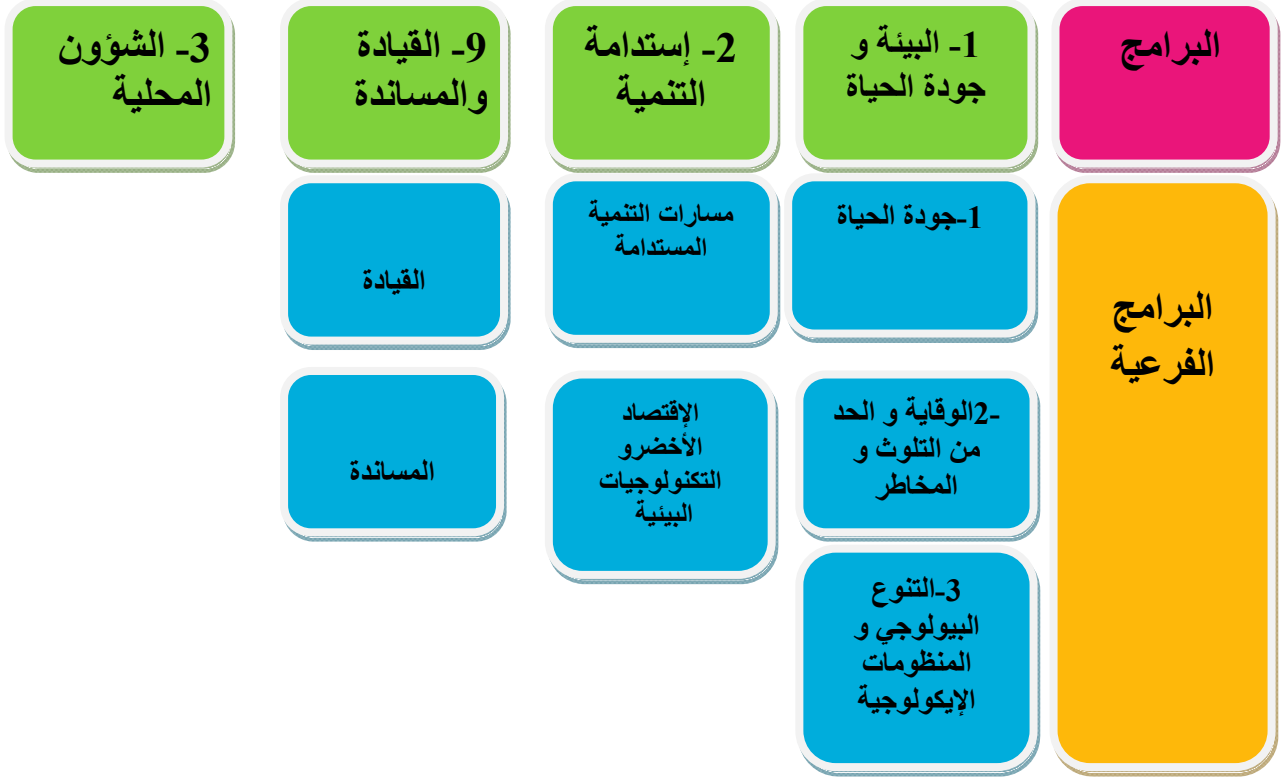 البرامج
1- البيئة و
جودة الحياة
2- إستدامة
التنمية
9- القيادة
والمساندة
3- الشؤون
المحلية
البرامج
الفرعية
1-جودة الحياة
مسارات التنمية
المستدامة
القيادة
-2الوقاية و الحد
من التلوث و
المخاطر
الإقتصاد
الأخضرو
التكنولوجيات
البيئية
المساندة
3-التنوع
البيولوجي و
المنظومات
الإيكولوجية